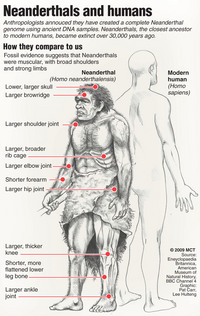 Neanderthals and humans
Anthropologists announced they have created a complete Neanderthal
genome using ancient DNA samples. Neanderthals, the closest ancestor
to modern humans, became extinct over 30,000 years ago.
How they compare to us
Fossil evidence suggests that Neanderthals
were muscular, with broad shoulders
and strong limbs
Neanderthal
(Homo neanderthalensis)
Modern
human
(Homo
sapiens)
Lower, larger skull
Larger browridge
Larger shoulder joint
Larger, broader
rib cage
Larger elbow joint
Shorter forearm
Larger hip joint
Larger, thicker
knee
Shorter, more
flattened lower
leg bone
Larger ankle
joint
© 2009 MCT
Source:
Encyclopaedia
Britannica,
American
Museum of
Natural History,
BBC Channel 4
Graphic:
Pat Carr,
Lee Hulteng